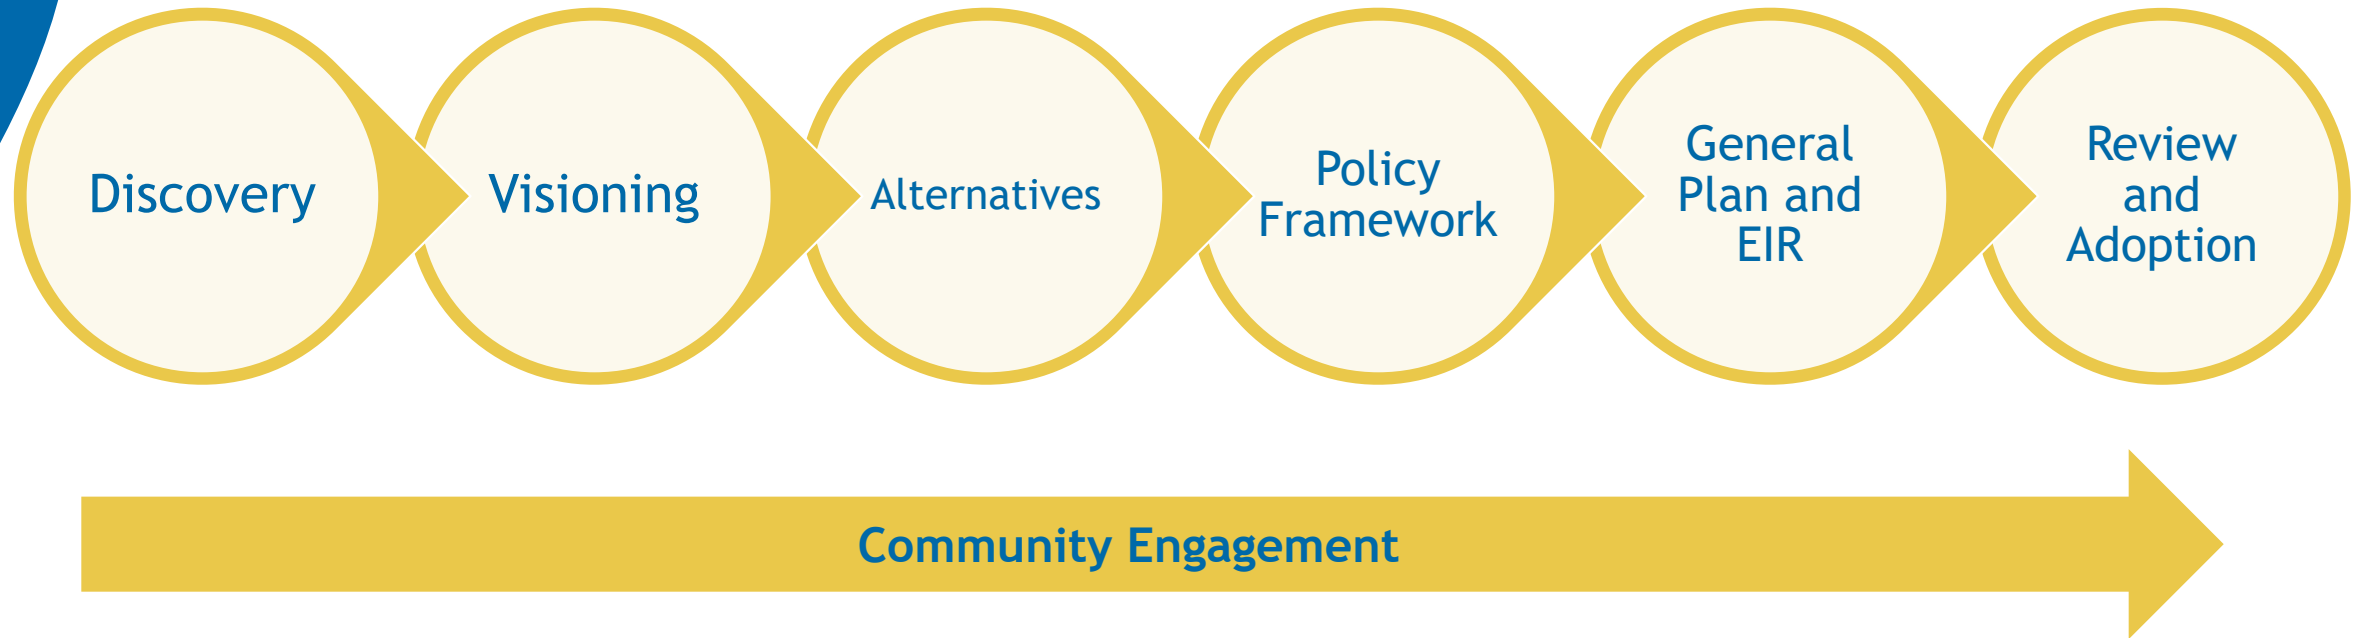 Discovery
Visioning
Alternatives
Policy
Framework
General
Plan and
EIR
Review
and
Adoption
Community Engagement